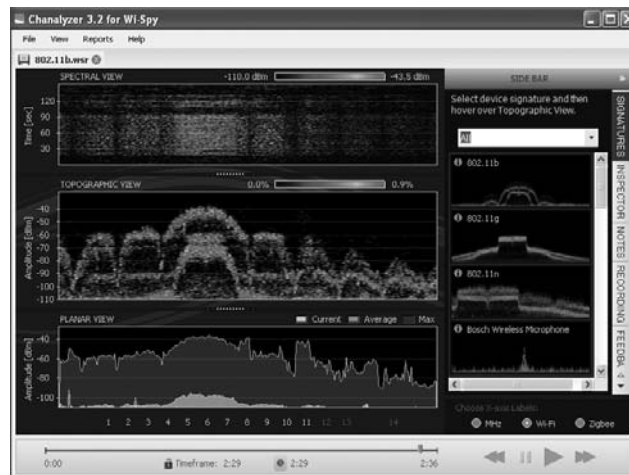 Chanalyzer 3.2 for Wi-Spy
File View Reports Help
802.11b.wsr
SPECTRAL VIEW -110.0 dBm -43.5 dBm
Time [sec]
120
90
60
30
TOPOGRAPHIC VIEW 0.0% 0.9%
Amplitude [dBm]
-40
-50
-60
-70
-80
-90
-100
-110
PLANAR VIEW Current Average Max
Amplitude [dBm]
-40
-60
-80
-100
1 2 3 4 5 6 7 8 9 10 11 12 13 14
SIDE BAR
Select device signature and then
hover over Topographic View.
All
802.11b
802.11g
802.11n
Bosch Wireless Microphone
SIGNATURES
INSPECTOR
NOTES
RECORDING
FEEDBA
Choose X-axis Labels:
MHz Wi-Fi Zigbee
0:00 Timeframe: 2:29 2:29 2:36